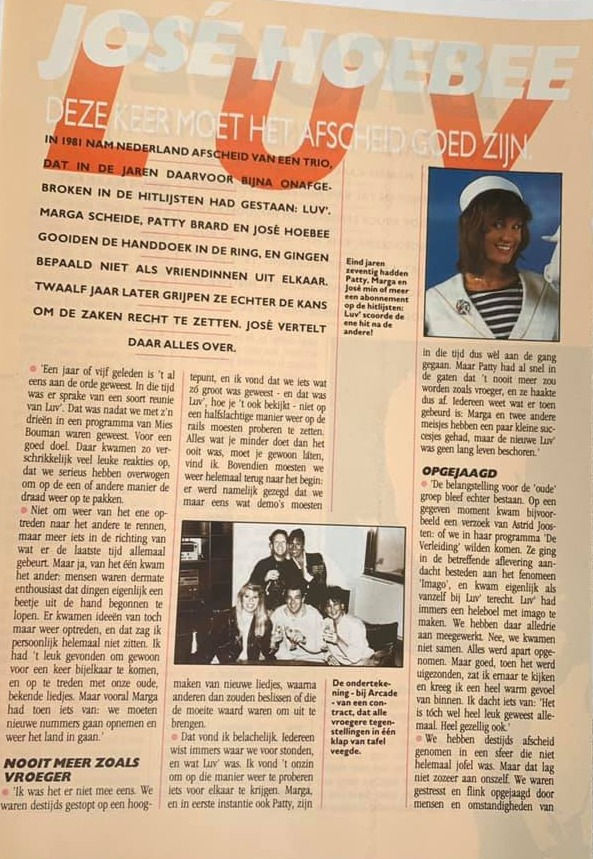 JOSÉ HOEBEE
LUV
DEZE KEER MOET HET AFSCHEID GOED ZIJN.
IN 1981 NAM NEDERLAND AFSCHEID VAN EEN TRIO,
DAT IN DE JAREN DAARVOOR BIJNA ONAFGE-
BROKEN IN DE HITLIJSTEN HAD GESTAAN: LUV'.
MARGA SCHEIDE, PATTY BRARD EN JOSÉ HOEBEE
GOOIDEN DE HANDDOEK IN DE RING, EN GINGEN
BEPAALD NIET ALS VRIENDINNEN UIT ELKAAR.
TWAALF JAAR LATER GRIJPEN ZE ECHTER DE KANS
OM DE ZAKEN RECHT TE ZETTEN. JOSÉ VERTELT
DAAR ALLES OVER.
Eind jaren
zeventig hadden
Patty, Marga en
José min of meer
een abonnement
op de hitlijsten:
Luv' scoorde de
ene hit na de
andere!
● 'Een jaar of vijf geleden is 't al
eens aan de orde geweest. In die tijd
was er sprake van een soort reunie
van Luv'. Dat was nadat we met z'n
drieën in een programma van Mies
Bouman waren geweest. Voor een
goed doel. Daar kwamen zo ver-
schrikkelijk veel leuke reakties op,
dat we serieus hebben overwogen
om op de een of andere manier de
draad weer op te pakken.
● Niet om weer van het ene op-
treden naar het andere te rennen,
maar meer iets in de richting van
wat er de laatste tijd allemaal
gebeurt. Maar ja, van het één kwam
het ander: mensen waren dermate
enthousiast dat dingen eigenlijk een
beetje uit de hand begonnen te
lopen. Er kwamen ideeën van toch
maar weer optreden, en dat zag ik
persoonlijk helemaal niet zitten. Ik
had 't leuk gevonden om gewoon
voor een keer bijelkaar te komen,
en op te treden met onze oude,
bekende liedjes. Maar vooral Marga
had toen iets van: we moeten
nieuwe nummers gaan opnemen en
weer het land in gaan.'
NOOIT MEER ZOALS
VROEGER
● 'Ik was het er niet mee eens. We
waren destijds gestopt op een hoog-
tepunt, en ik vond dat we iets wat
zó groot was geweest - en dat was
Luv', hoe je 't ook bekijkt - niet op
een halfslachtige manier weer op de
rails moesten proberen te zetten.
Alles wat je minder doet dan het
ooit was, moet je gewoon láten,
vind ik. Bovendien moesten we
weer helemaal terug naar het begin:
er werd namelijk gezegd dat we
maar eens wat demo's moesten
maken van nieuwe liedjes, waarna
anderen dan zouden beslissen of die
de moeite waard waren om uit te
brengen.
● Dat vond ik belachelijk. Iedereen
wist immers waar we voor stonden,
en wat Luv' was. Ik vond 't onzin
om op die manier weer te proberen
iets voor elkaar te krijgen. Marga,
en in eerste instantie ook Patty, zijn
De onderteke-
ning - bij Arcade
- van een con-
tract, dat alle
vroegere tegen-
stellingen in één
klap van tafel
veegde.
in die tijd dus wèl aan de gang
gegaan. Maar Patty had al snel in
de gaten dat 't nooit meer zou
worden zoals vroeger, en ze haakte
dus af. Iedereen weet wat er toen
gebeurd is: Marga en twee andere
meisjes hebben een paar kleine suc-
cesjes gehad, maar de nieuwe Luv'
was geen lang leven beschoren.'
OPGEJAAGD
● 'De belangstelling voor de 'oude'
groep bleef echter bestaan. Op een
gegeven moment kwam bijvoor-
beeld een verzoek van Astrid Joos-
ten: of we in haar programma 'De
Verleiding' wilden komen. Ze ging
in de betreffende aflevering aan-
dacht besteden aan het fenomeen
'Imago', en kwam eigenlijk als
vanzelf bij Luv' terecht. Luv' had
immers een heleboel met imago te
maken. We hebben daar alledrie
aan meegewerkt. Nee, we kwamen
niet samen. Alles werd apart opge-
nomen. Maar goed, toen het werd
uitgezonden, zat ik ernaar te kijken
en kreeg ik een heel warm gevoel
van binnen. Ik dacht iets van: 'Het
is tóch wel heel leuk geweest alle-
maal. Heel gezellig ook.'
● We hebben destijds afscheid
genomen in een sfeer die niet
helemaal jofel was. Maar dat lag
niet zozeer aan onszelf. We waren
gestresst en flink opgejaagd door
mensen en omstandigheden van